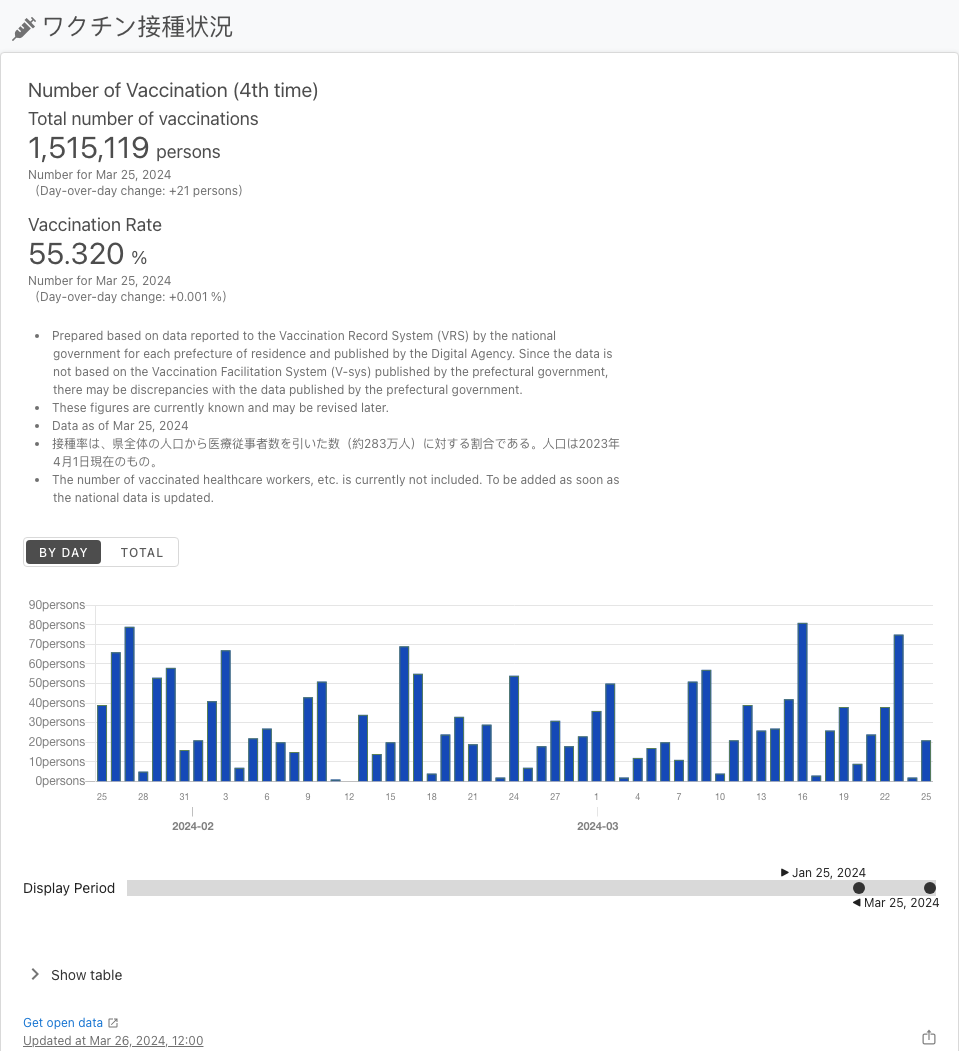 ワクチン接種状況
Number of Vaccination (4th time)
Total number of vaccinations
1,515,119 persons
Number for Mar 25, 2024
(Day-over-day change: +21 persons)
Vaccination Rate
55.320 %
Number for Mar 25, 2024
(Day-over-day change: +0.001 %)
• Prepared based on data reported to the Vaccination Record System (VRS) by the national
government for each prefecture of residence and published by the Digital Agency. Since the data is
not based on the Vaccination Facilitation System (V-sys) published by the prefectural government,
there may be discrepancies with the data published by the prefectural government.
• These figures are currently known and may be revised later.
• Data as of Mar 25, 2024
• 接種率は、県全体の人口から医療従事者数を引いた数（約283万人）に対する割合である。人口は2023年
4月1日現在のもの。
• The number of vaccinated healthcare workers, etc. is currently not included. To be added as soon as
the national data is updated.
BY DAY TOTAL
90persons
80persons
70persons
60persons
50persons
40persons
30persons
20persons
10persons
0persons
25 28 31 3 6 9 12 15 18 21 24 27 1 4 7 10 13 16 19 22 25
2024-02 2024-03
Jan 25, 2024
Display Period
Mar 25, 2024
Show table
Get open data
Updated at Mar 26, 2024, 12:00